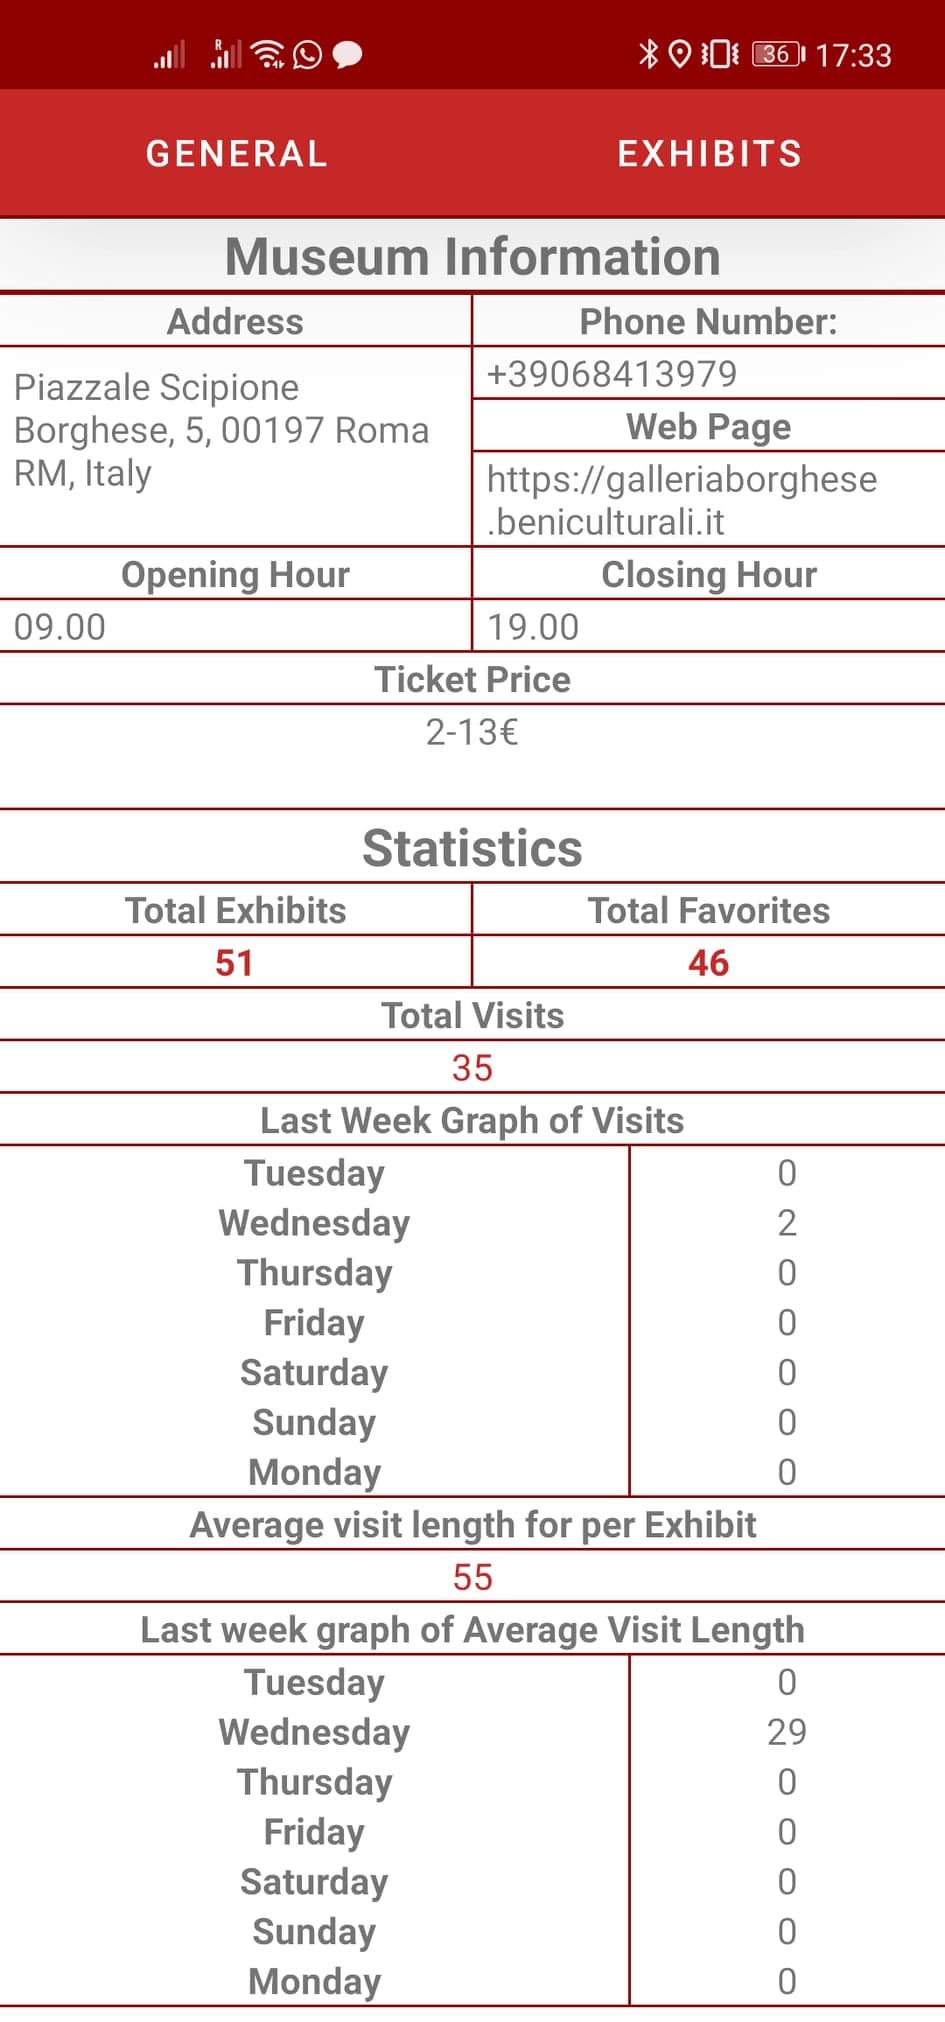 R
36 17:33
GENERAL EXHIBITS
Museum Information
Address
Piazzale Scipione
Borghese, 5, 00197 Roma
RM, Italy
Phone Number:
+39068413979
Web Page
https://galleriaborghese
.beniculturali.it
Opening Hour
09.00
Closing Hour
19.00
Ticket Price
2-13€
Statistics
Total Exhibits
51
Total Favorites
46
Total Visits
35
Last Week Graph of Visits
Tuesday 0
Wednesday 2
Thursday 0
Friday 0
Saturday 0
Sunday 0
Monday 0
Average visit length for per Exhibit
55
Last week graph of Average Visit Length
Tuesday 0
Wednesday 29
Thursday 0
Friday 0
Saturday 0
Sunday 0
Monday 0